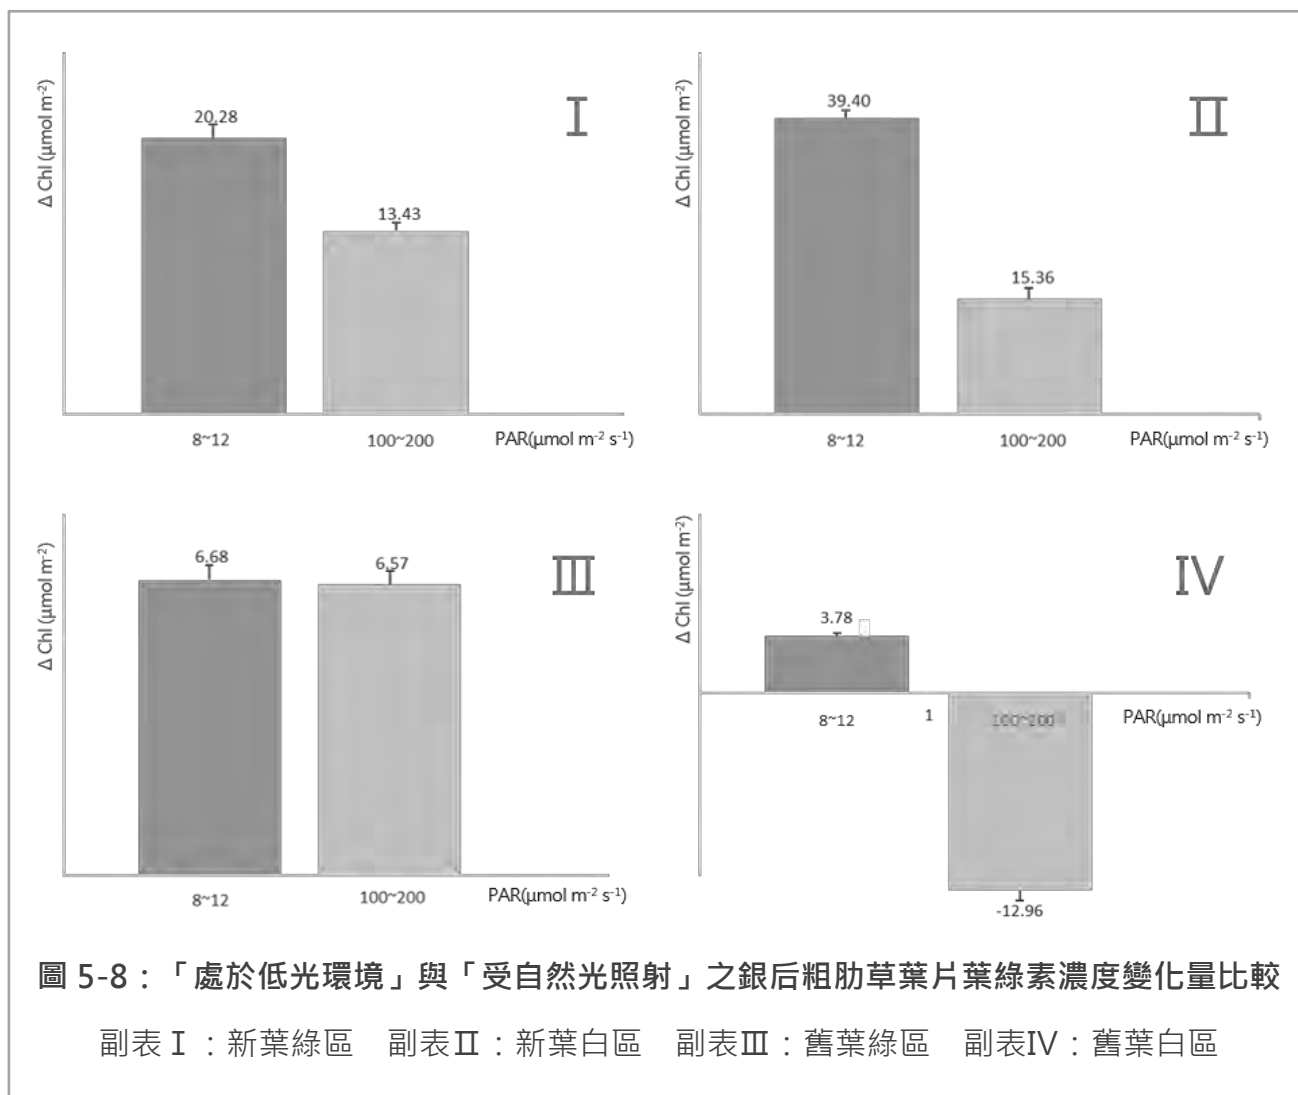 Δ Chl (μmol m⁻²)
20.28
13.43
I
8~12
100~200
PAR(μmol m⁻² s⁻¹)
Δ Chl (μmol m⁻²)
39.40
15.36
II
8~12
100~200
PAR(μmol m⁻² s⁻¹)
Δ Chl (μmol m⁻²)
6.68
6.57
III
8~12
100~200
PAR(μmol m⁻² s⁻¹)
Δ Chl (μmol m⁻²)
3.78
IV
8~12
1
100~200
PAR(μmol m⁻² s⁻¹)
-12.96
圖 5-8：「處於低光環境」與「受自然光照射」之銀后粗肋草葉片葉綠素濃度變化量比較
副表Ⅰ：新葉綠區 副表Ⅱ：新葉白區 副表Ⅲ：舊葉綠區 副表Ⅳ：舊葉白區